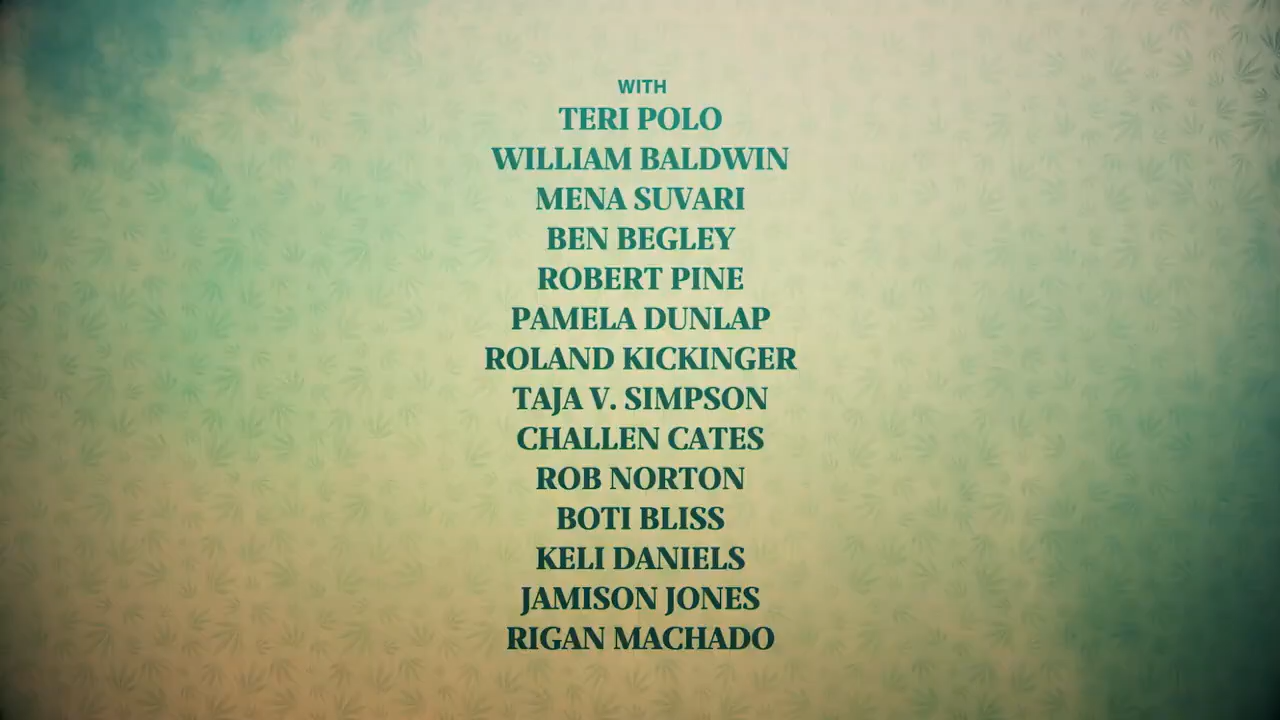 WITH
TERI POLO
WILLIAM BALDWIN
MENA SUVARI
BEN BEGLEY
ROBERT PINE
PAMELA DUNLAP
ROLAND KICKINGER
TAJA V. SIMPSON
CHALLEN CATES
ROB NORTON
BOTI BLISS
KELI DANIELS
JAMISON JONES
RIGAN MACHADO